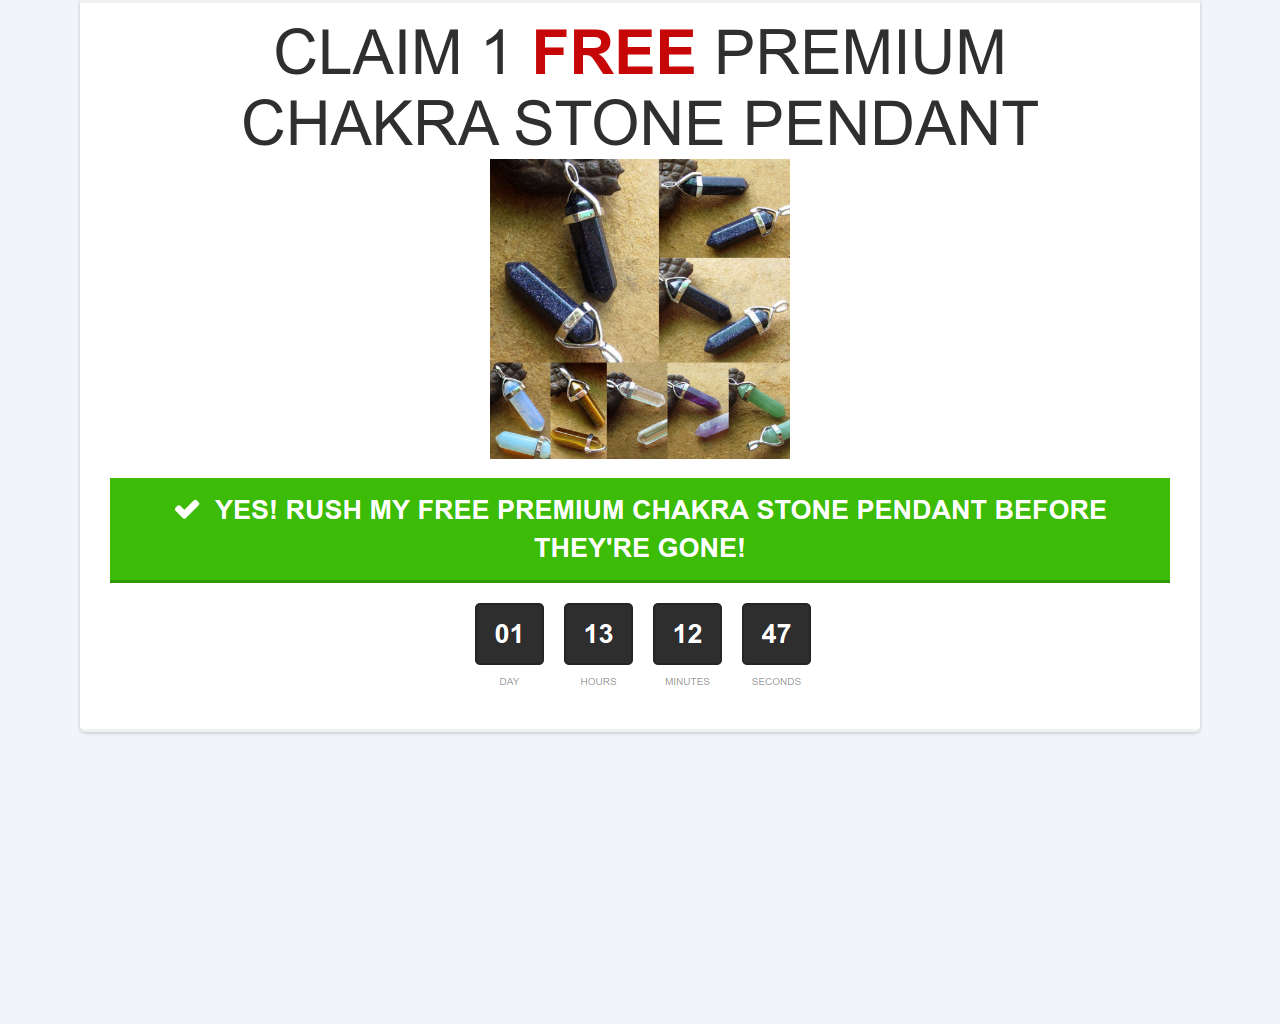 CLAIM 1 FREE PREMIUM
CHAKRA STONE PENDANT
YES! RUSH MY FREE PREMIUM CHAKRA STONE PENDANT BEFORE
THEY'RE GONE!
01 13 12 47
DAY HOURS MINUTES SECONDS